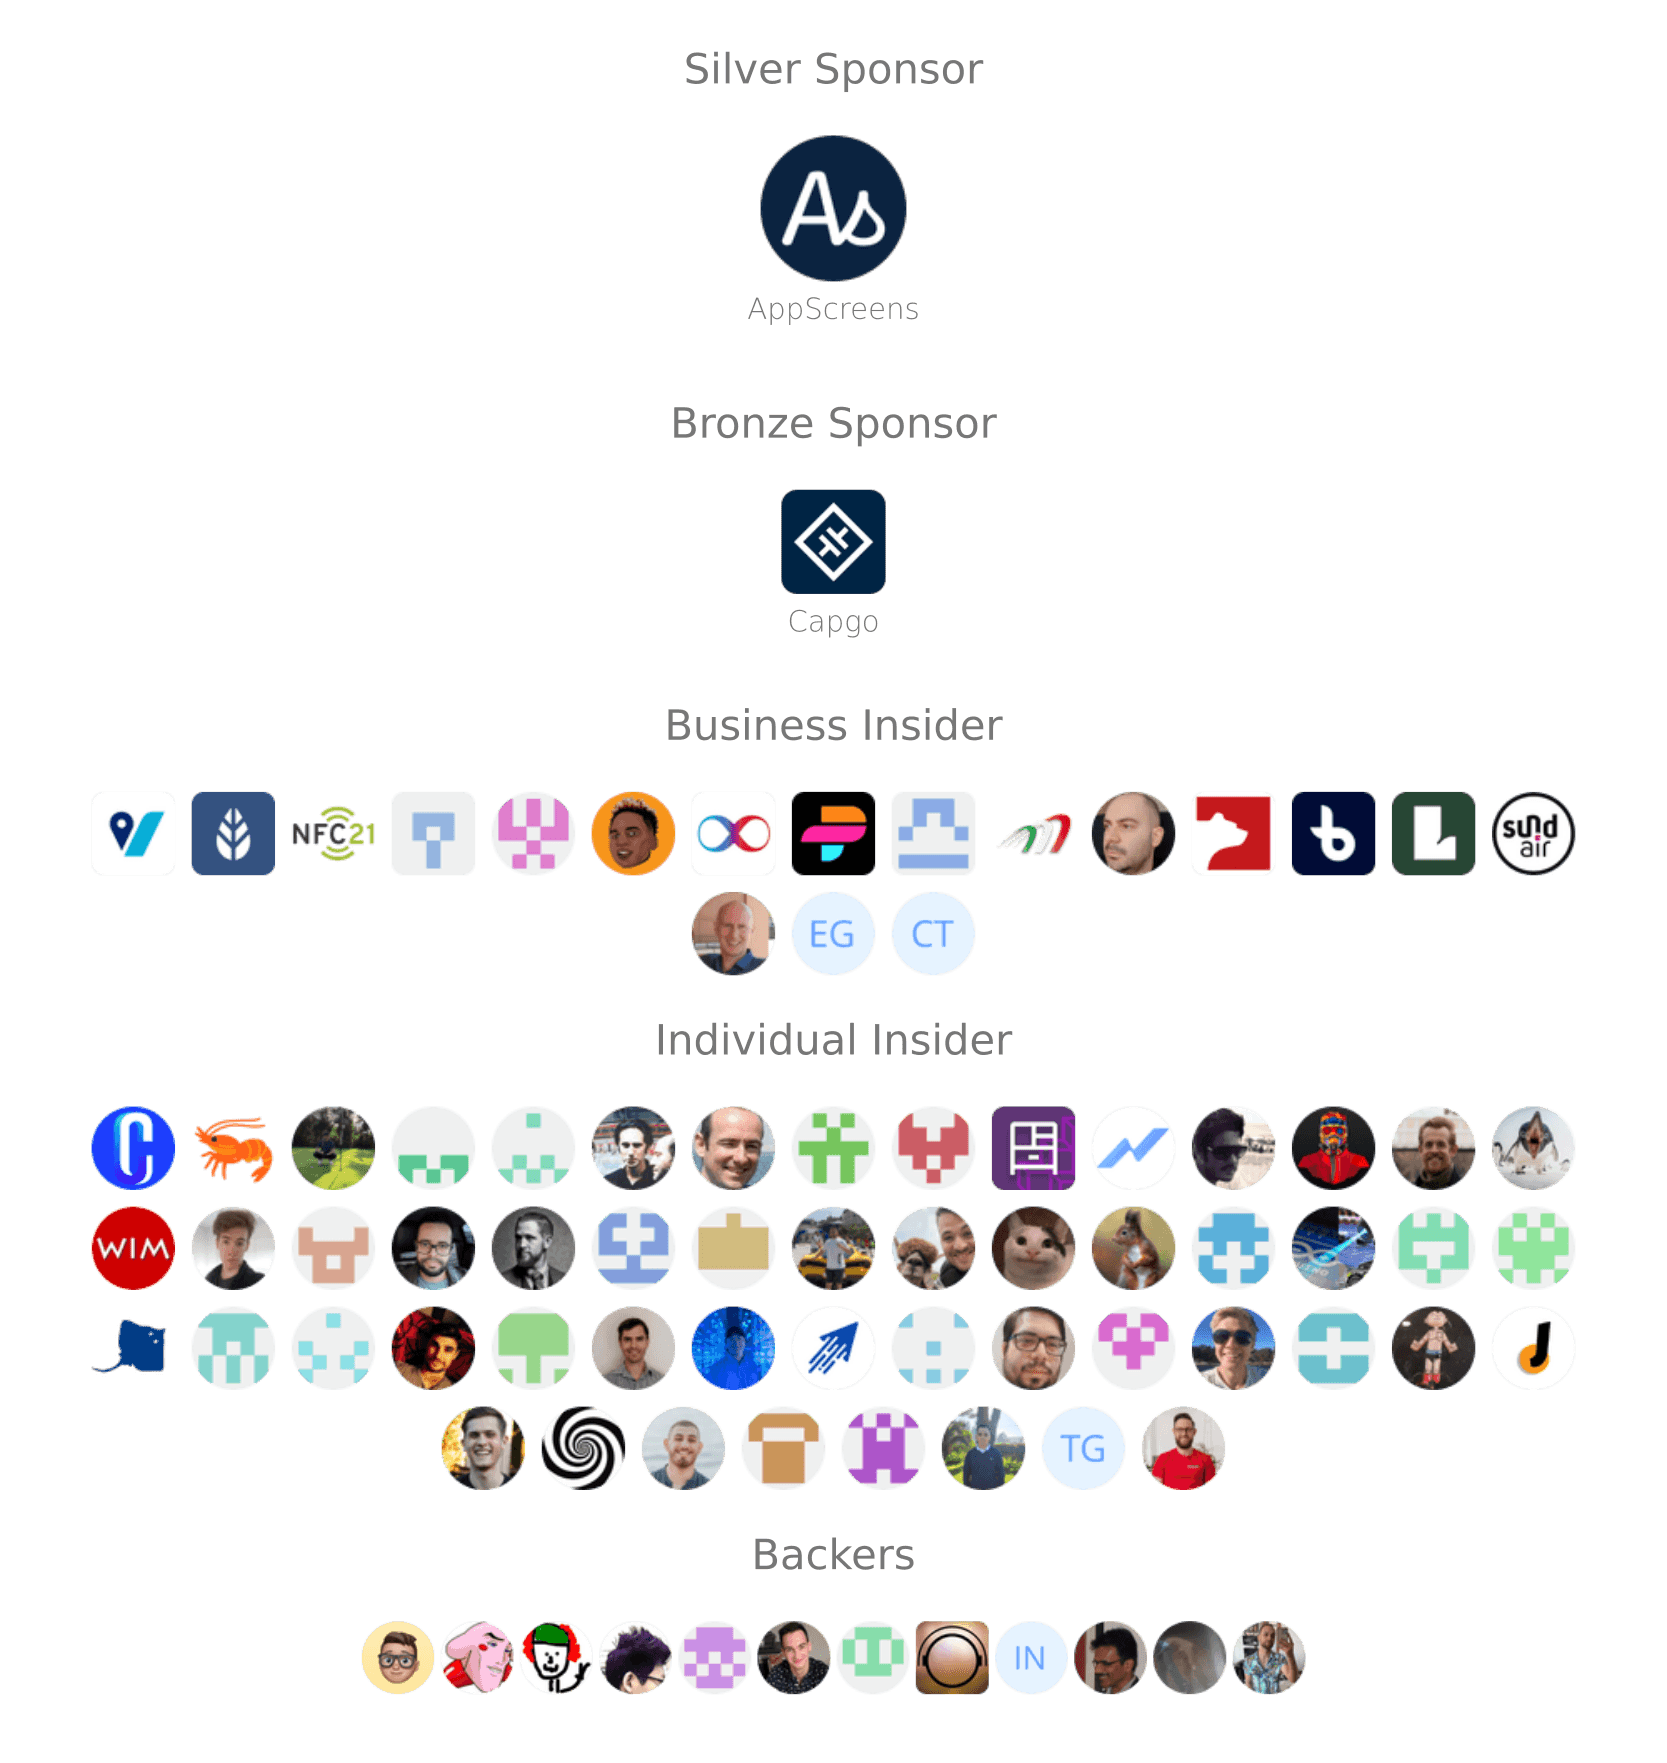 Silver Sponsor
As
AppScreens
Bronze Sponsor
Capgo
Business Insider
NFC21
sund
air
EG CT
Individual Insider
WIM
TG
Backers
IN